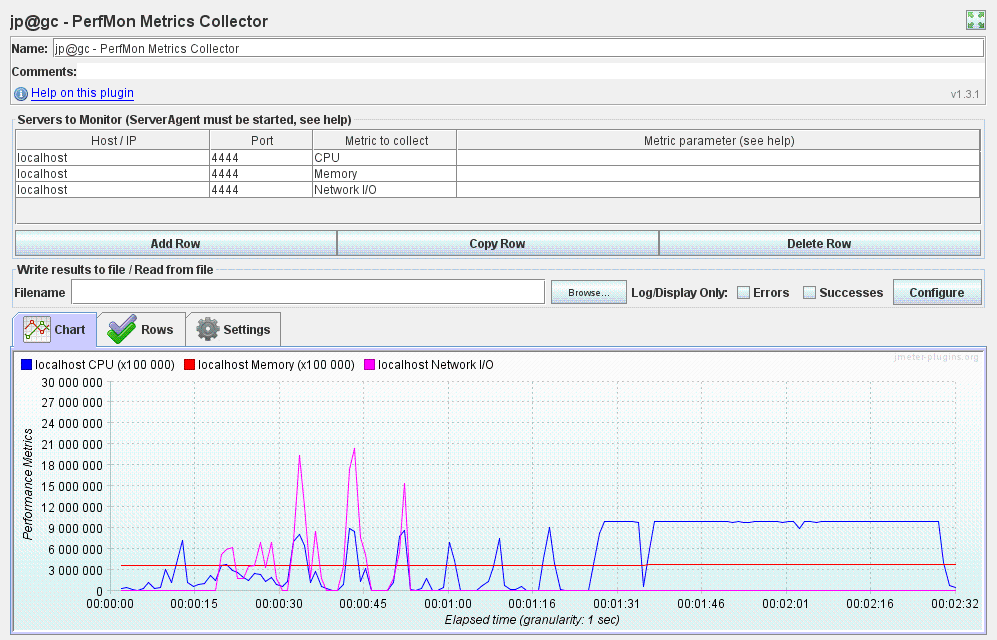 jp@gc - PerfMon Metrics Collector
Name: jp@gc - PerfMon Metrics Collector
Comments:
Help on this plugin
v1.3.1
Servers to Monitor (ServerAgent must be started, see help)
Host / IP Port Metric to collect Metric parameter (see help)
localhost 4444 CPU
localhost 4444 Memory
localhost 4444 Network I/O
Add Row Copy Row Delete Row
Write results to file / Read from file
Filename Browse... Log/Display Only: Errors Successes Configure
Chart Rows Settings
jmeter-plugins.org
localhost CPU (x100 000) localhost Memory (x100 000) localhost Network I/O
Performance Metrics
30 000 000
27 000 000
24 000 000
21 000 000
18 000 000
15 000 000
12 000 000
9 000 000
6 000 000
3 000 000
0
00:00:00 00:00:15 00:00:30 00:00:45 00:01:00 00:01:16 00:01:31 00:01:46 00:02:01 00:02:16 00:02:32
Elapsed time (granularity: 1 sec)